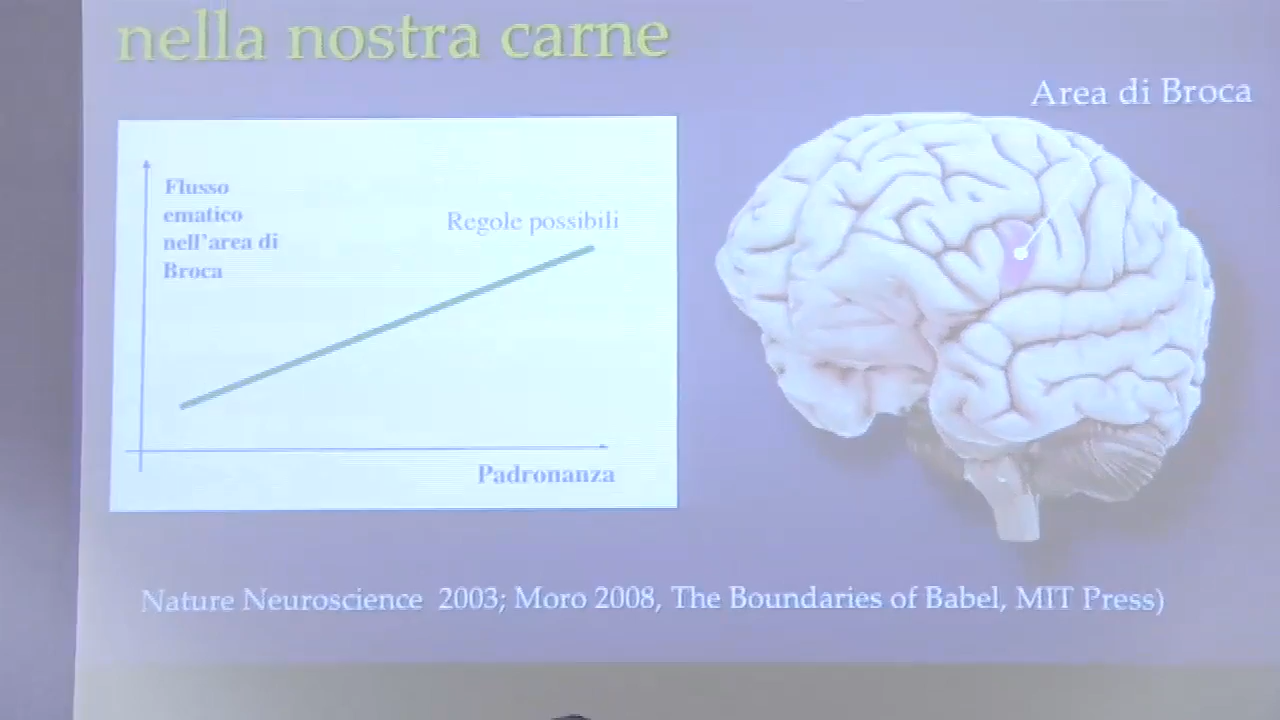 nella nostra carne
Area di Broca
Flusso
ematico
nell'area di
Broca
Regole possibili
Padronanza
Nature Neuroscience 2003; Moro 2008, The Boundaries of Babel, MIT Press)